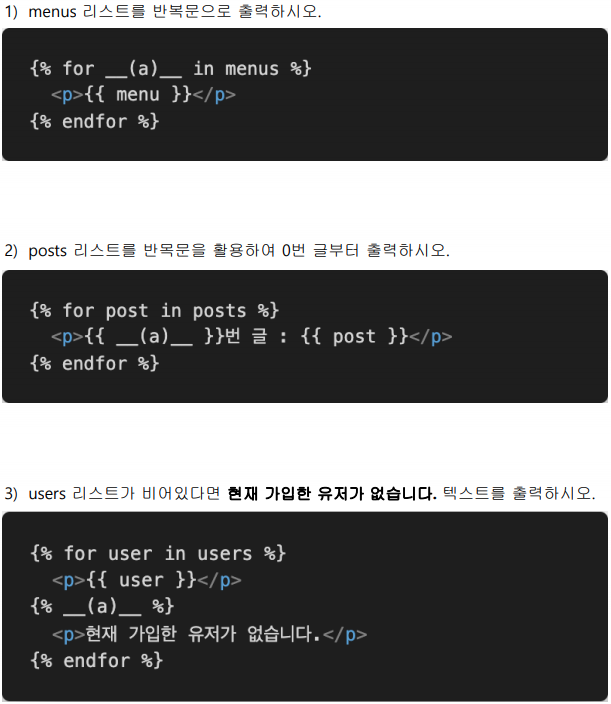 1) menus 리스트를 반복문으로 출력하시오.
{% for __(a)__ in menus %}
<p>{{ menu }}</p>
{% endfor %}
2) posts 리스트를 반목문을 활용하여 0번 글부터 출력하시오.
{% for post in posts %}
<p>{{ __(a)__ }}번 글 : {{ post }}</p>
{% endfor %}
3) users 리스트가 비어있다면 현재 가입한 유저가 없습니다. 텍스트를 출력하시오.
{% for user in users %}
<p>{{ user }}</p>
{% __(a)__ %}
<p>현재 가입한 유저가 없습니다.</p>
{% endfor %}